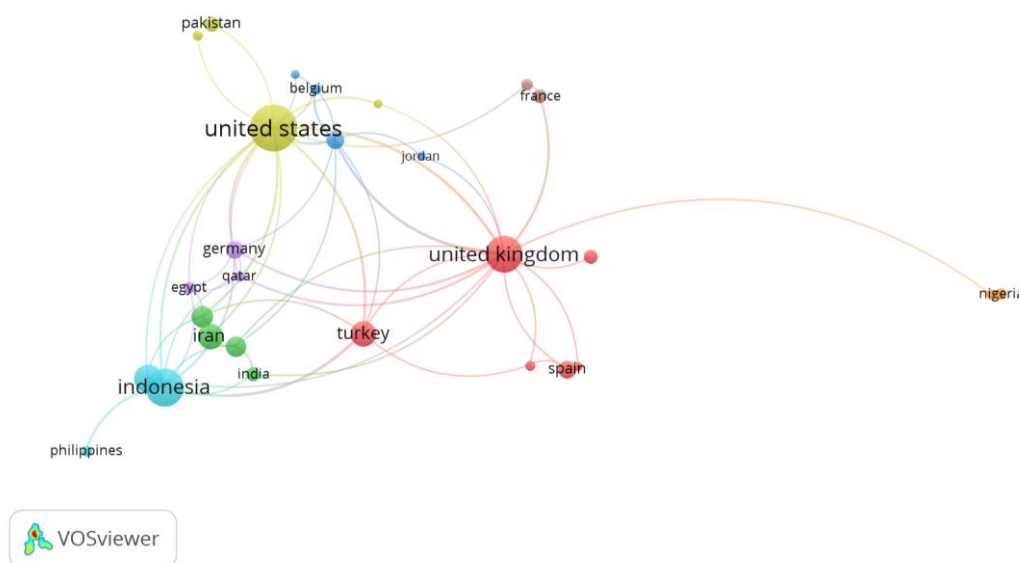 pakistan
belgium
france
united states
jordan
germany
united kingdom
qatar
egypt
nigeria
iran
turkey
india
spain
indonesia
philippines
VOSviewer